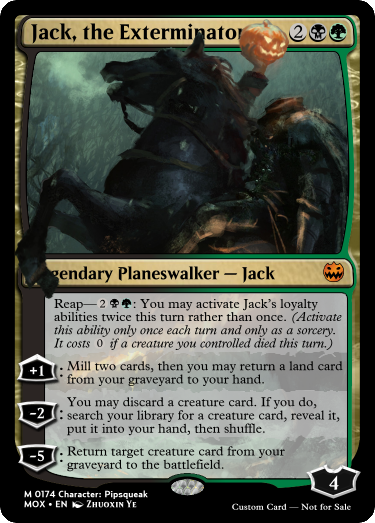 Jack, the Exterminator 2
Legendary Planeswalker — Jack
Reap— 2: You may activate Jack's loyalty
abilities twice this turn rather than once. (Activate
this ability only once each turn and only as a sorcery.
It costs 0 if a creature you controlled died this turn.)
+1: Mill two cards, then you may return a land card
from your graveyard to your hand.
You may discard a creature card. If you do,
-2: search your library for a creature card, reveal it,
put it into your hand, then shuffle.
-5: Return target creature card from your
graveyard to the battlefield.
4
M 0174 Character: Pipsqueak
MOX • EN Zhuoxin Ye
Custom Card — Not for Sale